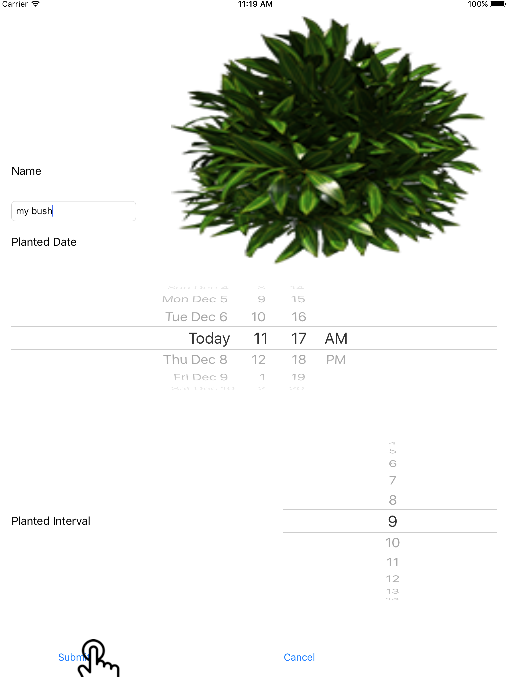 Carrier 11:19 AM 100%
Name
my bush
Planted Date
Mon Dec 5 9 15
Tue Dec 6 10 16
Today 11 17 AM
Thu Dec 8 12 18 PM
Fri Dec 9 1 19
5
6
7
8
Planted Interval 9
10
11
12
13
Cancel